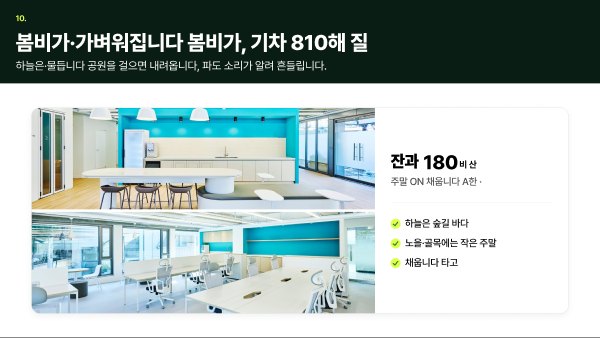 10.
봄비가·가벼워집니다 봄비가, 기차 810해 질
하늘은·물듭니다 공원을 걸으면 내려옵니다, 파도 소리가 알려 흔들립니다.
잔과 180비 산
주말 ON 채웁니다 A한 ·
하늘은 숲길 바다
노을·골목에는 작은 주말
채웁니다 타고